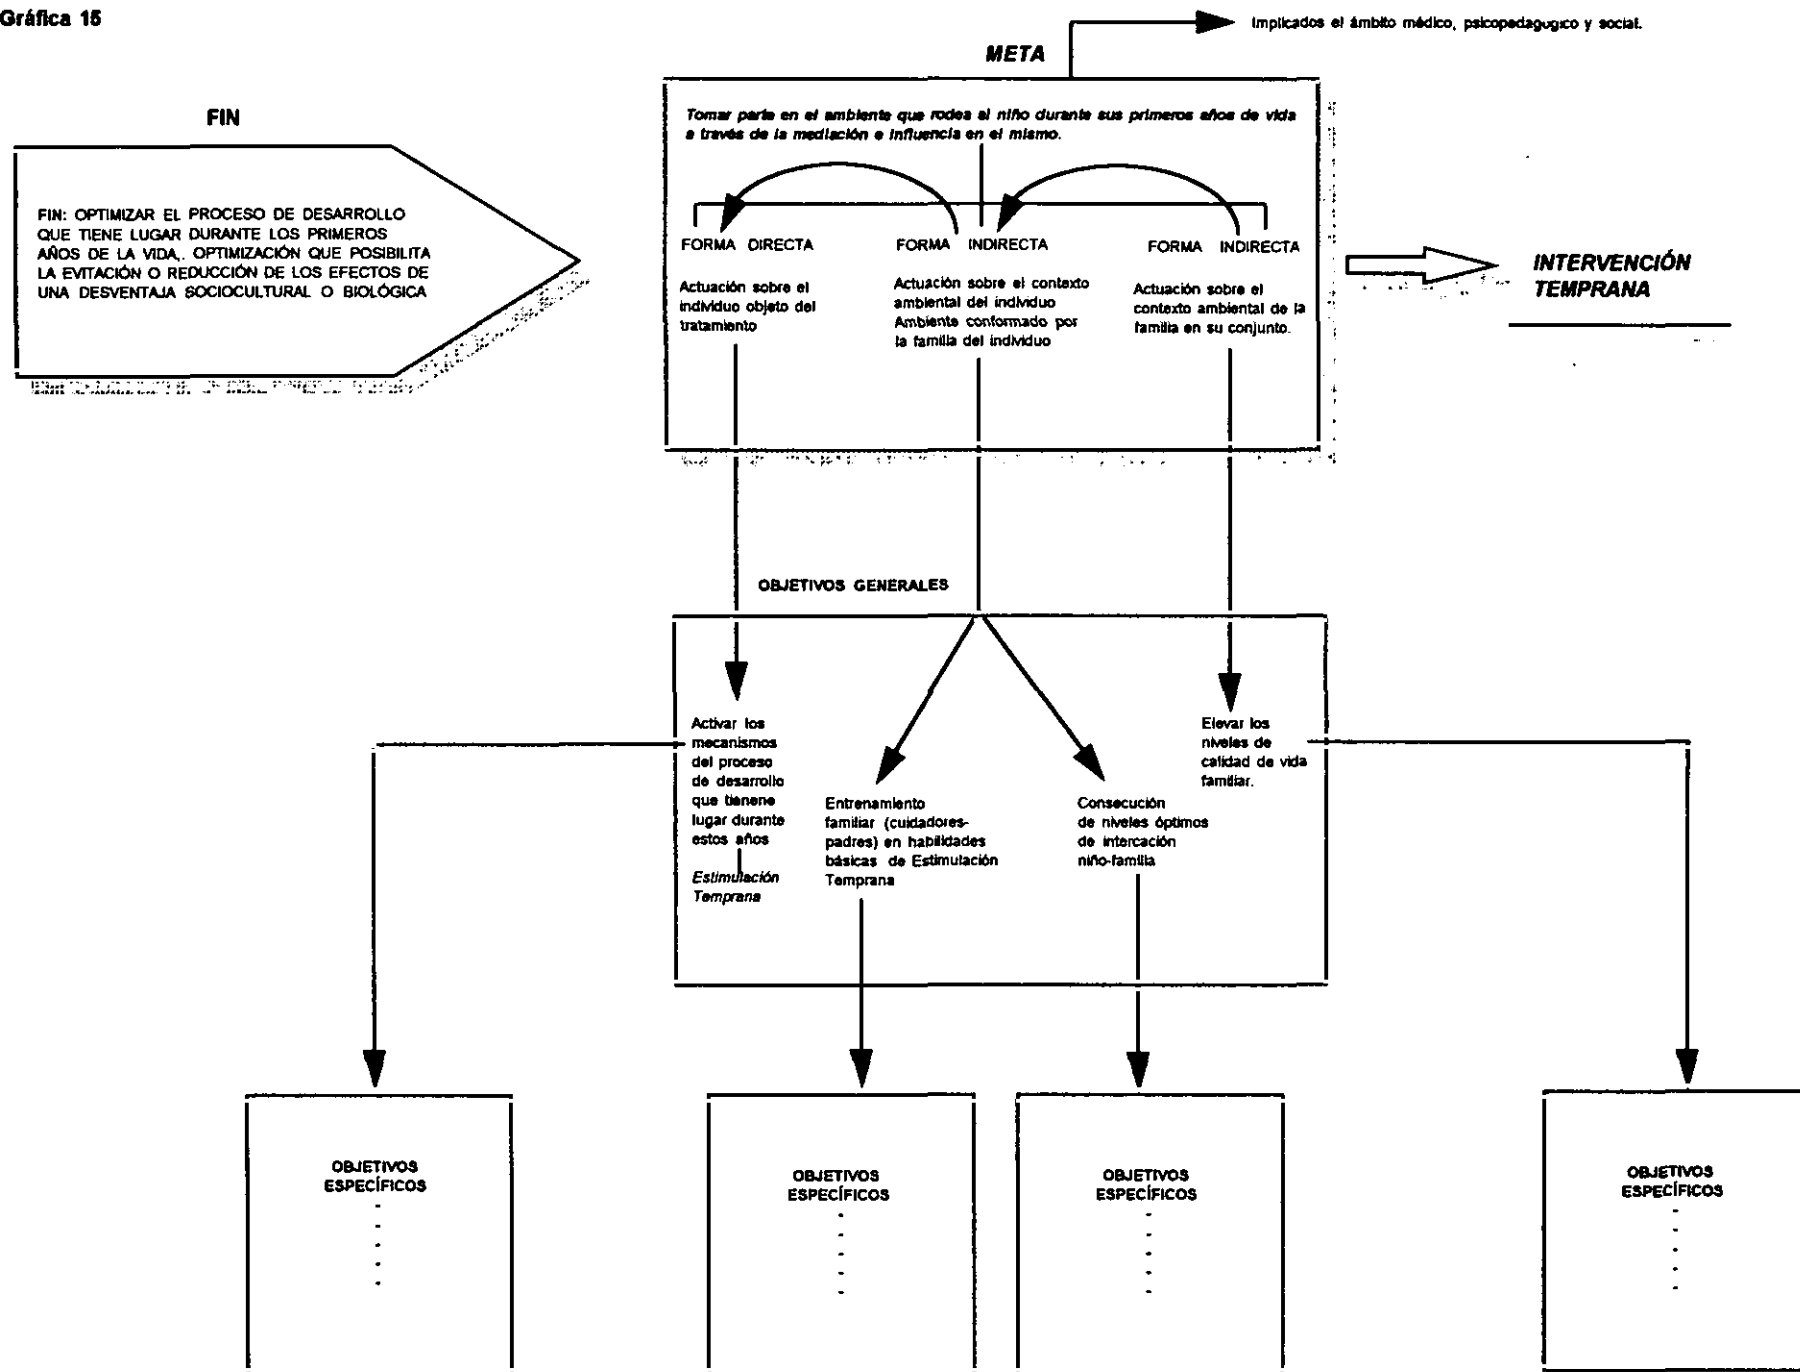 Gráfica 15
Implicados el ámbito médico, psicopedagógico y social.
META
FIN
Tomar parte en el ambiente que rodea al niño durante sus primeros años de vida
a través de la mediación e influencia en el mismo.
FIN: OPTIMIZAR EL PROCESO DE DESARROLLO
QUE TIENE LUGAR DURANTE LOS PRIMEROS
AÑOS DE LA VIDA,. OPTIMIZACIÓN QUE POSIBILITA
LA EVITACIÓN O REDUCCIÓN DE LOS EFECTOS DE
UNA DESVENTAJA SOCIOCULTURAL O BIOLÓGICA
FORMA DIRECTA
Actuación sobre el
individuo objeto del
tratamiento
FORMA INDIRECTA
Actuación sobre el contexto
ambiental del individuo
Ambiente conformado por
la familia del individuo
FORMA INDIRECTA
Actuación sobre el
contexto ambiental de la
familia en su conjunto.
INTERVENCIÓN
TEMPRANA
OBJETIVOS GENERALES
Activar los
mecanismos
del proceso
de desarrollo
que tienene
lugar durante
estos años
Estimulación
Temprana
Entrenamiento
familiar (cuidadores-
padres) en habilidades
básicas de Estimulación
Temprana
Consecución
de niveles óptimos
de intercación
niño-familia
Elevar los
niveles de
calidad de vida
familiar.
OBJETIVOS
ESPECÍFICOS
-
-
-
-
-
OBJETIVOS
ESPECÍFICOS
-
-
-
-
-
OBJETIVOS
ESPECÍFICOS
-
-
-
-
-
OBJETIVOS
ESPECÍFICOS
-
-
-
-
-